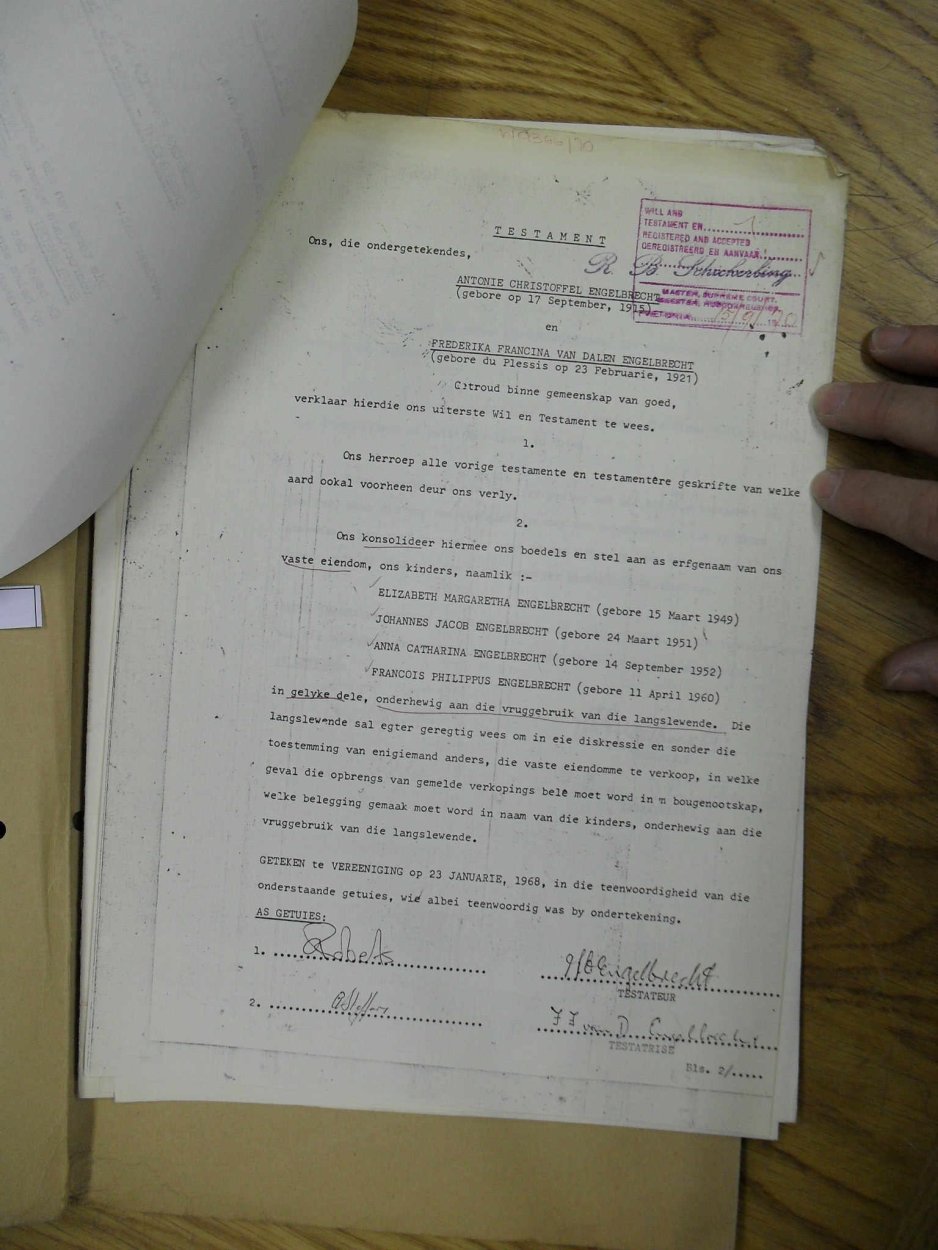 WILL AND
TESTAMENT EN 1
REGISTERED AND ACCEPTED
GEREGISTREERD EN AANVAAR
R B
MASTER, SUPREME COURT.
T E S T A M E N T
Ons, die ondergetekendes,
ANTONIE CHRISTOFFEL ENGELBRECHT
(gebore op 17 September, 1915)
en
FREDERIKA FRANCINA VAN DALEN ENGELBRECHT
(gebore du Plessis op 23 Februarie, 1921)
Getroud binne gemeenskap van goed,
verklaar hierdie ons uiterste Wil en Testament te wees.
1.
Ons herroep alle vorige testamente en testamentêre geskrifte van welke
aard ookal voorheen deur ons verly.
2.
Ons konsolideer hiermee ons boedels en stel aan as erfgenaam van ons
vaste eiendom, ons kinders, naamlik :-
ELIZABETH MARGARETHA ENGELBRECHT (gebore 15 Maart 1949)
JOHANNES JACOB ENGELBRECHT (gebore 24 Maart 1951)
ANNA CATHARINA ENGELBRECHT (gebore 14 September 1952)
FRANCOIS PHILIPPUS ENGELBRECHT (gebore 11 April 1960)
in gelyke dele, onderhewig aan die vruggebruik van die langslewende. Die
langslewende sal egter geregtig wees om in eie diskressie en sonder die
toestemming van enigiemand anders, die vaste eiendomme te verkoop, in welke
geval die opbrengs van gemelde verkopings belê moet word in 'n bougenootskap,
welke belegging gemaak moet word in naam van die kinders, onderhewig aan die
vruggebruik van die langslewende.
GETEKEN te VEREENIGING op 23 JANUARIE, 1968, in die teenwoordigheid van die
onderstaande getuies, wie albei teenwoordig was by ondertekening.
AS GETUIES:
1. Roberts
Engelbrecht
TESTATEUR
2.
FF van D. Engelbrecht
TESTATRISE
Bls. 2/.....